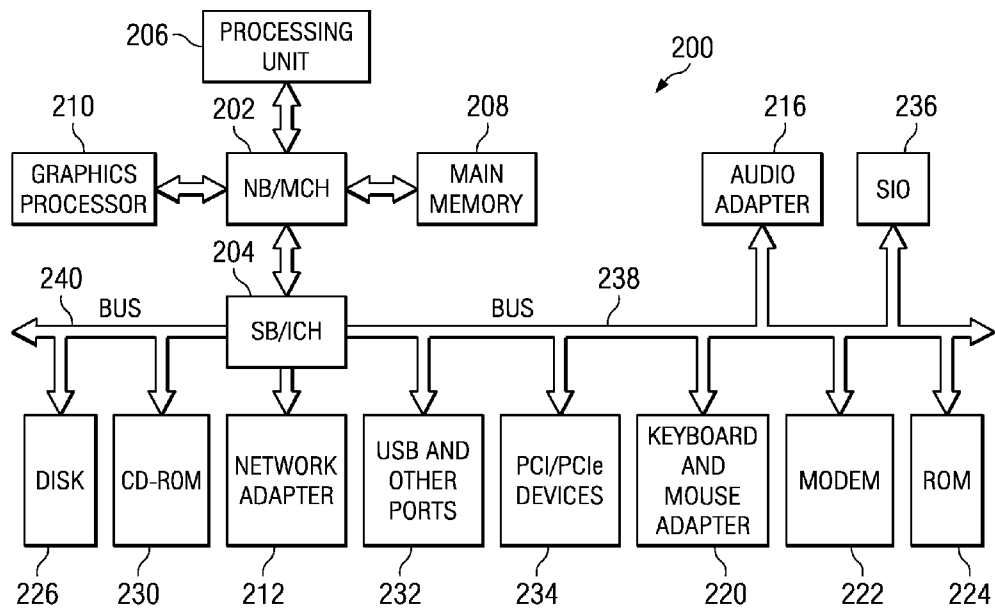 206
PROCESSING
UNIT
200
210
202
208
216
236
GRAPHICS
PROCESSOR
NB/MCH
MAIN
MEMORY
AUDIO
ADAPTER
SIO
204
240
BUS
SB/ICH
BUS
238
DISK
CD-ROM
NETWORK
ADAPTER
USB AND
OTHER
PORTS
PCI/PCIe
DEVICES
KEYBOARD
AND
MOUSE
ADAPTER
MODEM
ROM
226
230
212
232
234
220
222
224